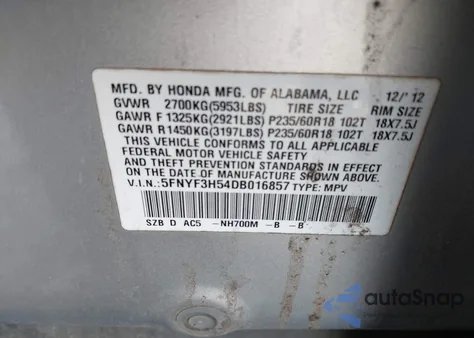 MFD. BY HONDA MFG. OF ALABAMA, LLC 12/'12
GVWR 2700KG(5953LBS) TIRE SIZE RIM SIZE
GAWR F 1325KG(2921LBS) P235/60R18 102T 18X7.5J
GAWR R1450KG(3197LBS) P235/60R18 102T 18X7.5J
THIS VEHICLE CONFORMS TO ALL APPLICABLE
FEDERAL MOTOR VEHICLE SAFETY, BUMPER AND
THEFT PREVENTION STANDARDS IN EFFECT
ON THE DATE OF MANUFACTURE SHOWN ABOVE.
V.I.N.:5FNYF3H54DB016857 TYPE: MPV
SZB D AC5 -NH700M -B -B
autoSnap